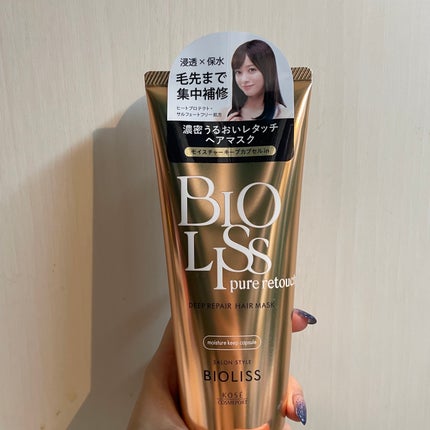 浸透×保水
毛先まで
集中補修
ヒートプロテクト・
サルフェートフリー処方
濃密うるおいレタッチ
ヘアマスク
モイスチャーキープカプセルin
BIO
LISS
pure retouch
DEEP REPAIR HAIR MASK
moisture keep capsule
SALON STYLE
BIOLISS
KOSÉ
COSMEPORT